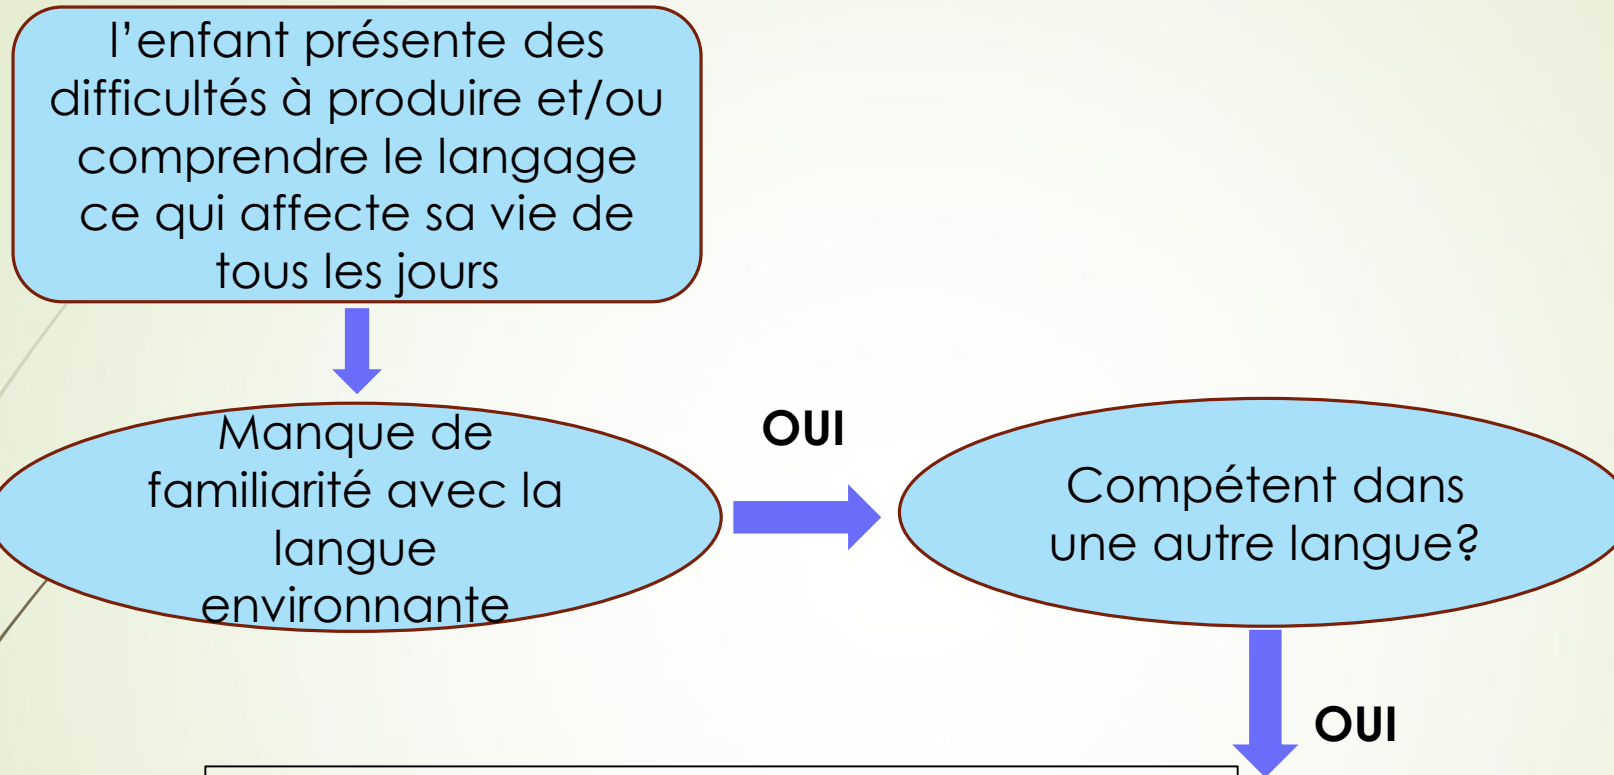 l’enfant présente des
difficultés à produire et/ou
comprendre le langage
ce qui affecte sa vie de
tous les jours
Manque de
familiarité avec la
langue
environnante
OUI
Compétent dans
une autre langue?
OUI